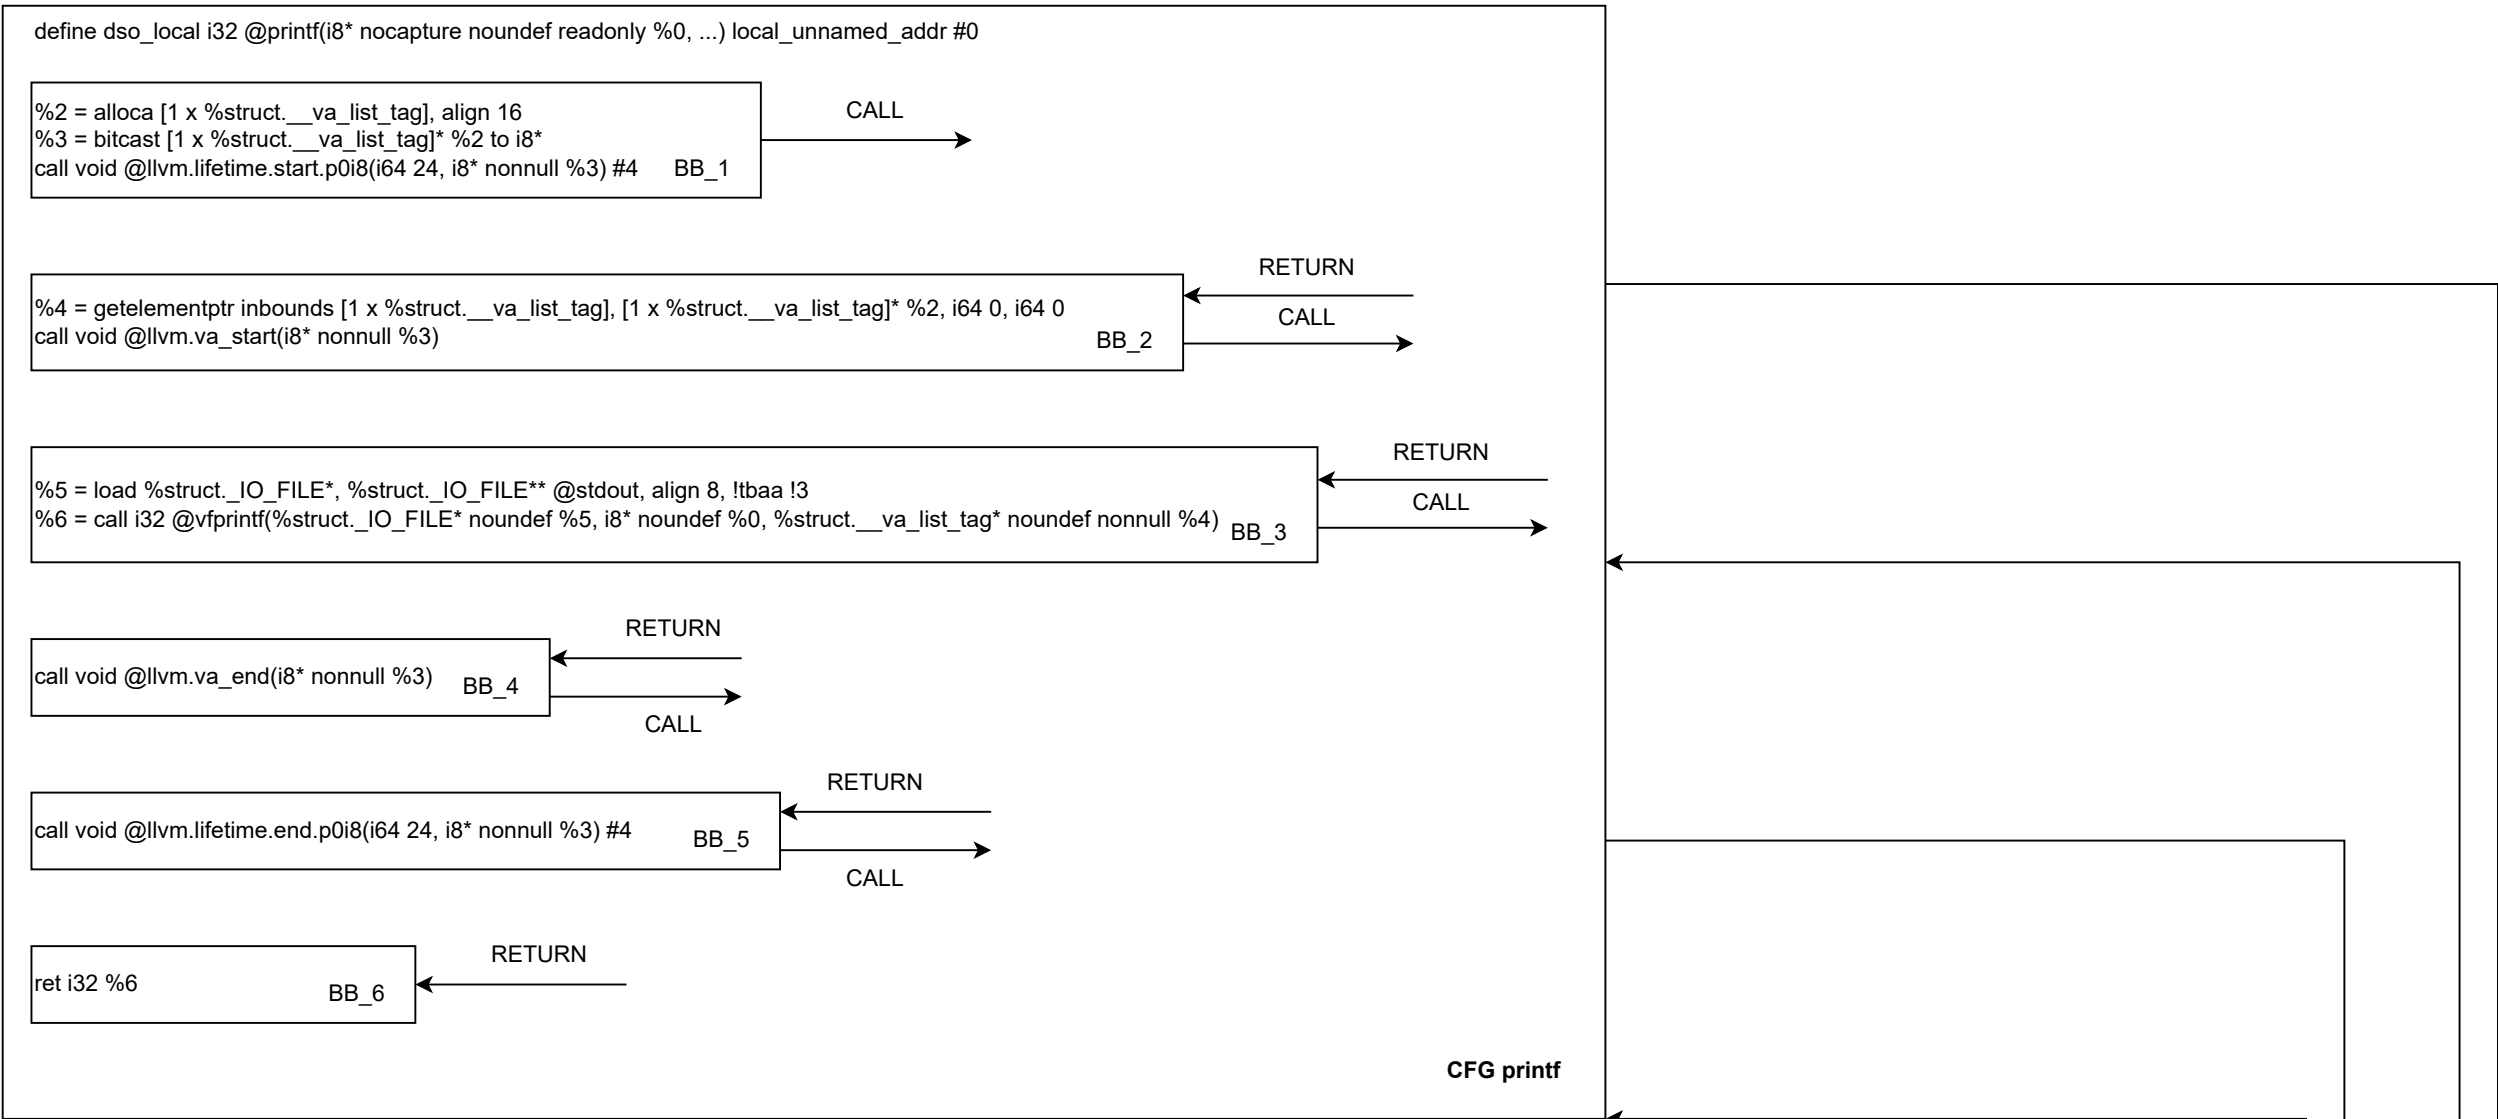 define dso_local i32 @printf(i8* nocapture noundef readonly %0, ...) local_unnamed_addr #0
%2 = alloca [1 x %struct.__va_list_tag], align 16
%3 = bitcast [1 x %struct.__va_list_tag]* %2 to i8*
call void @llvm.lifetime.start.p0i8(i64 24, i8* nonnull %3) #4
BB_1
CALL
RETURN
%4 = getelementptr inbounds [1 x %struct.__va_list_tag], [1 x %struct.__va_list_tag]* %2, i64 0, i64 0
call void @llvm.va_start(i8* nonnull %3)
BB_2
CALL
RETURN
%5 = load %struct._IO_FILE*, %struct._IO_FILE** @stdout, align 8, !tbaa !3
%6 = call i32 @vfprintf(%struct._IO_FILE* noundef %5, i8* noundef %0, %struct.__va_list_tag* noundef nonnull %4)
BB_3
CALL
RETURN
call void @llvm.va_end(i8* nonnull %3)
BB_4
CALL
RETURN
call void @llvm.lifetime.end.p0i8(i64 24, i8* nonnull %3) #4
BB_5
CALL
RETURN
ret i32 %6
BB_6
CFG printf